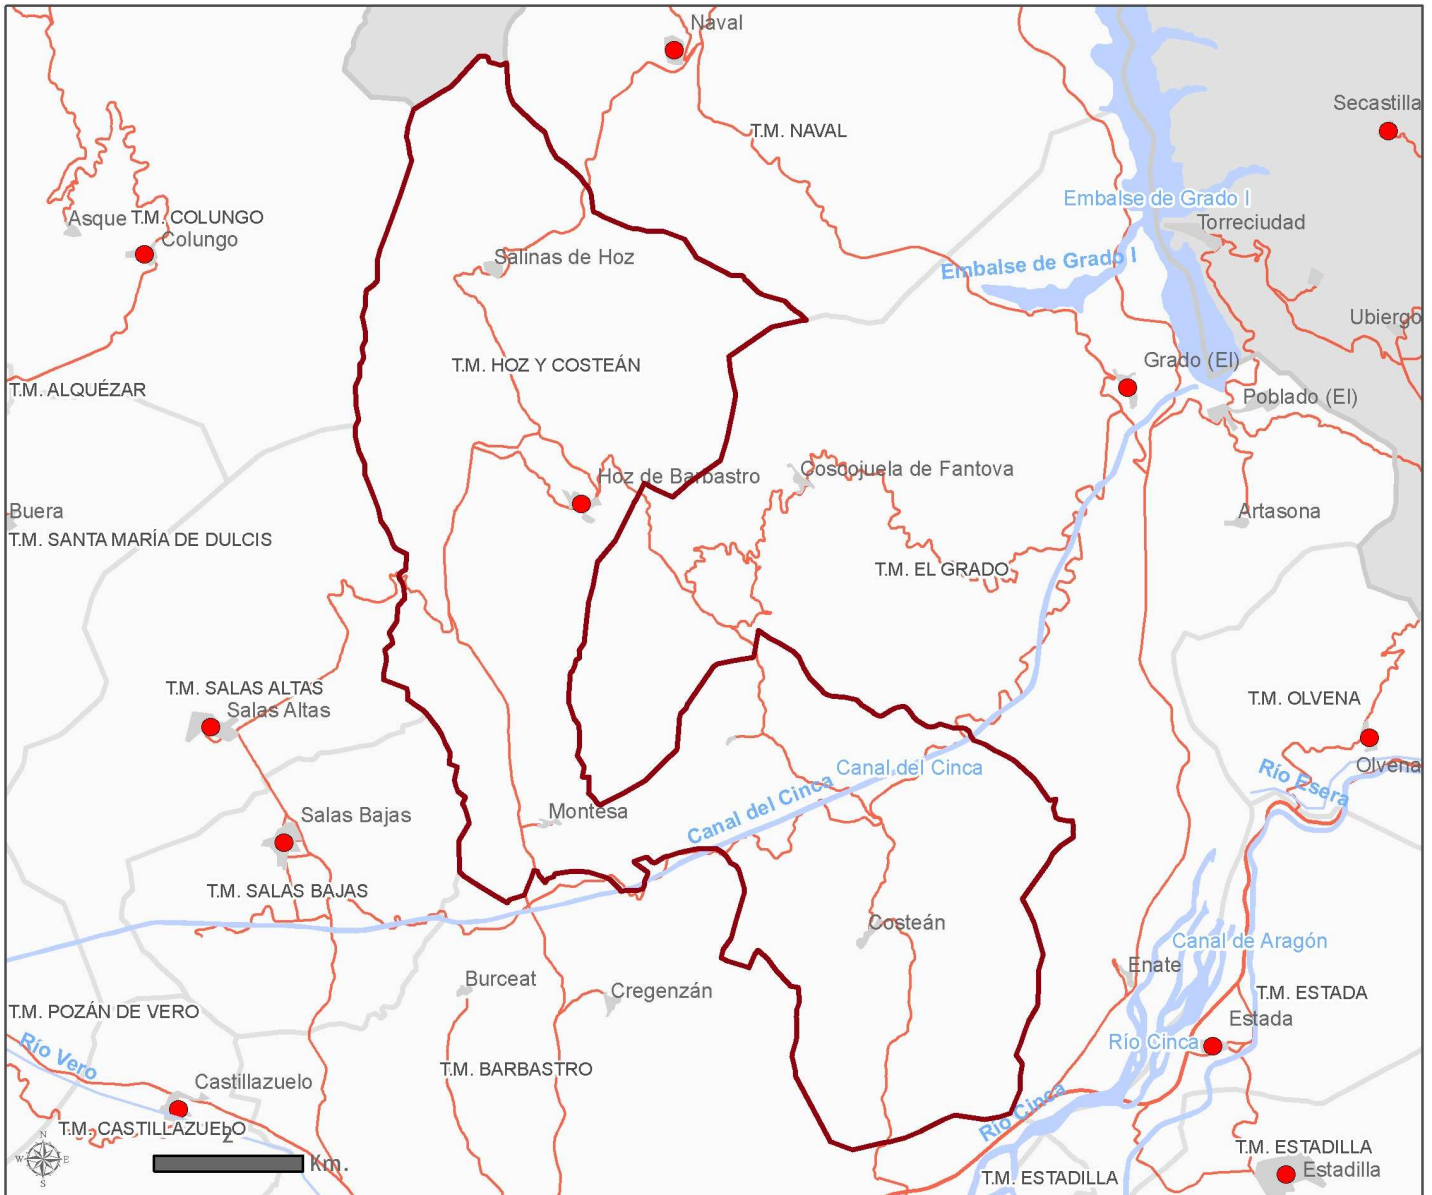 Naval
Secastilla
T.M. NAVAL
Embalse de Grado I
Asque
T.M. COLUNGO
Torreciudad
Colungo
Salinas de Hoz
Embalse de Grado I
Ubiergo
T.M. HOZ Y COSTEÁN
Grado (El)
T.M. ALQUÉZAR
Poblado (El)
Hoz de Barbastro
Coscojuela de Fantova
Buera
Artasona
T.M. SANTA MARÍA DE DULCIS
T.M. EL GRADO
T.M. SALAS ALTAS
Salas Altas
T.M. OLVENA
Olvena
Canal del Cinca
Río Esera
Canal del Cinca
Salas Bajas
Montesa
T.M. SALAS BAJAS
Costeán
Canal de Aragón
Enate
Burceat
Cregenzán
T.M. ESTADA
T.M. POZÁN DE VERO
Estada
Río Vero
Río Cinca
T.M. BARBASTRO
Castillazuelo
Río Cinca
T.M. CASTILLAZUELO
2
N
W
E
S
Km.
T.M. ESTADILLA
Estadilla
T.M. ESTADILLA